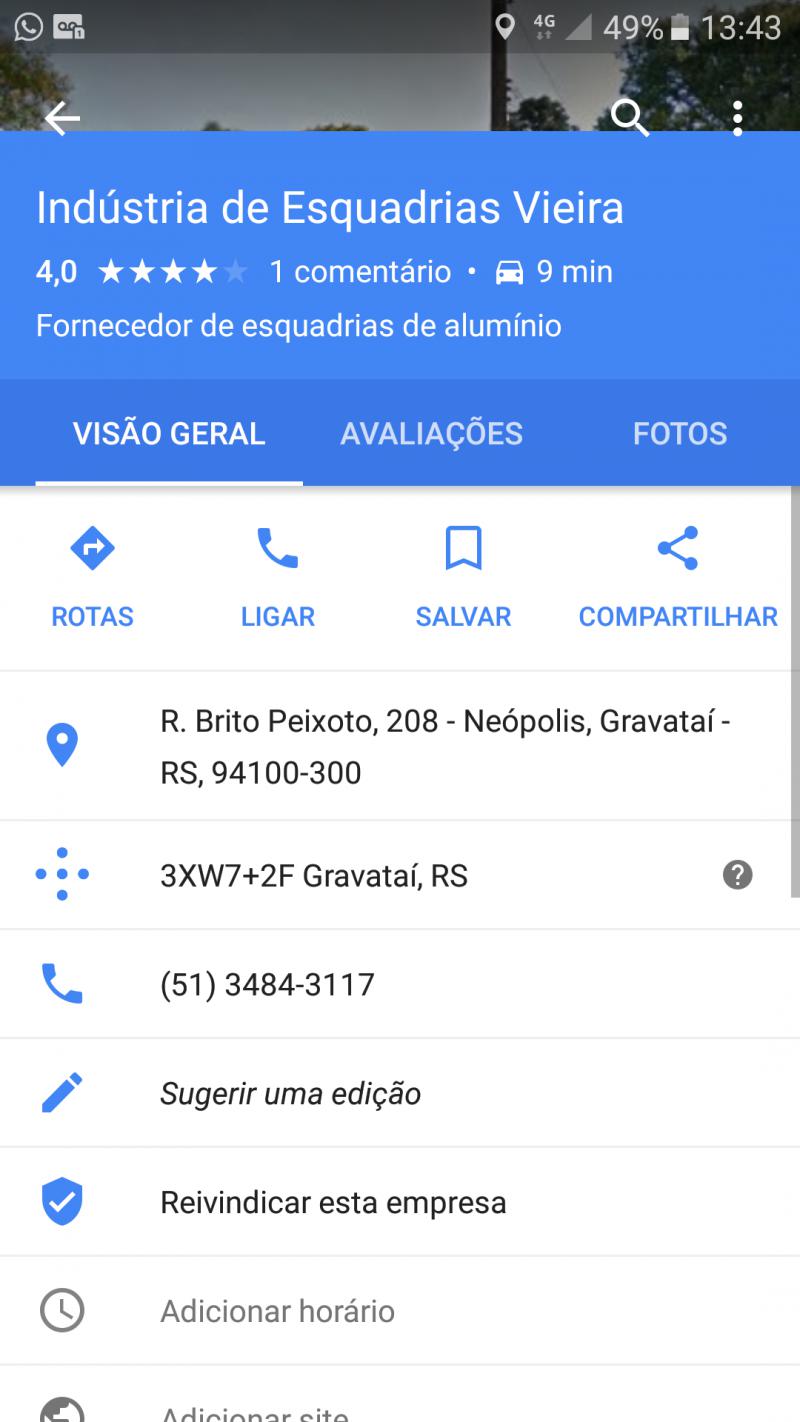 4G 49% 13:43
Indústria de Esquadrias Vieira
4,0 1 comentário • 9 min
Fornecedor de esquadrias de alumínio
VISÃO GERAL AVALIAÇÕES FOTOS
ROTAS LIGAR SALVAR COMPARTILHAR
R. Brito Peixoto, 208 - Neópolis, Gravataí -
RS, 94100-300
3XW7+2F Gravataí, RS
(51) 3484-3117
Sugerir uma edição
Reivindicar esta empresa
Adicionar horário
Adicionar site